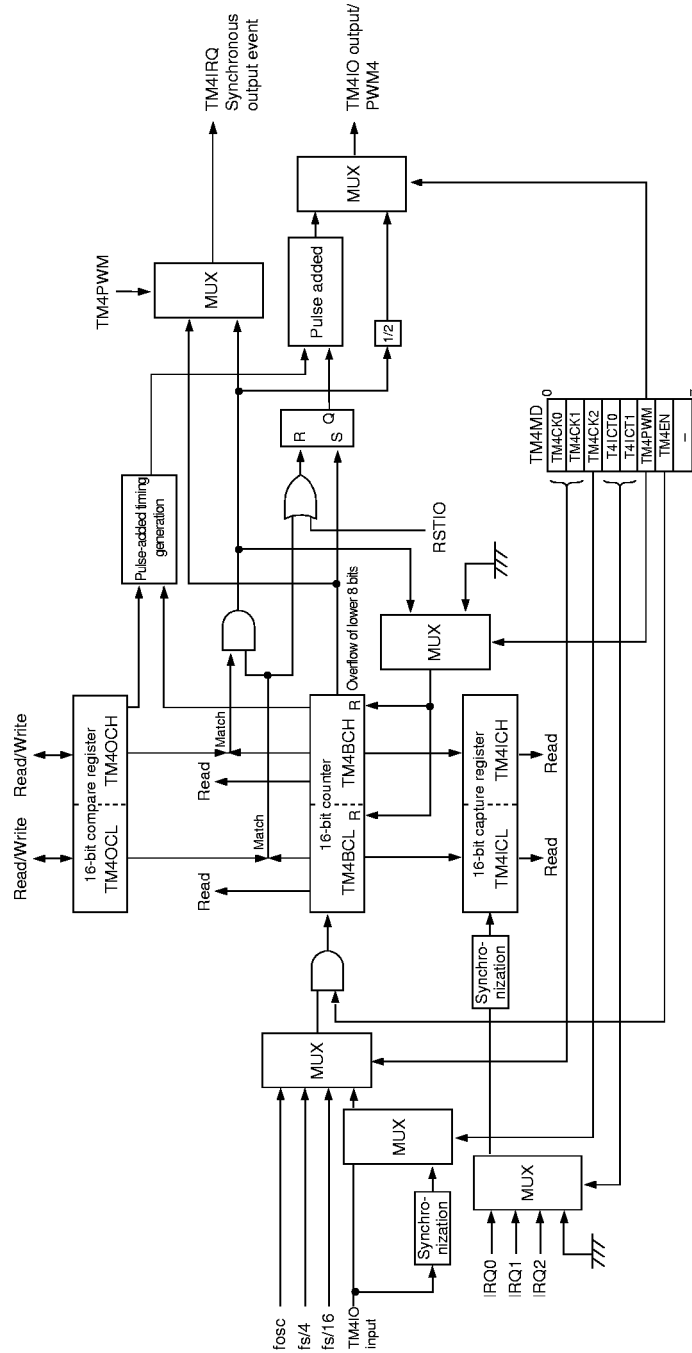 fosc
fs/4
fs/16
TM4IO
input
Synchro-
nization
MUX
MUX
IRQ0
IRQ1
IRQ2
MUX
Synchro-
nization
Read/Write
Read/Write
16-bit compare register
TM4OCL
TM4OCH
Match
Match
Read
Read
16-bit counter
TM4BCL
TM4BCH
R
R
Overflow of lower 8 bits
16-bit capture register
TM4ICL
TM4ICH
Read
Read
MUX
Pulse-added timing
generation
RSTIO
R
S
Q
TM4PWM
MUX
Pulse added
1/2
MUX
TM4IRQ
Synchronous
output event
TM4IO output/
PWM4
TM4MD
0
TM4CK0
TM4CK1
TM4CK2
T4ICT0
T4ICT1
TM4PWM
TM4EN
–